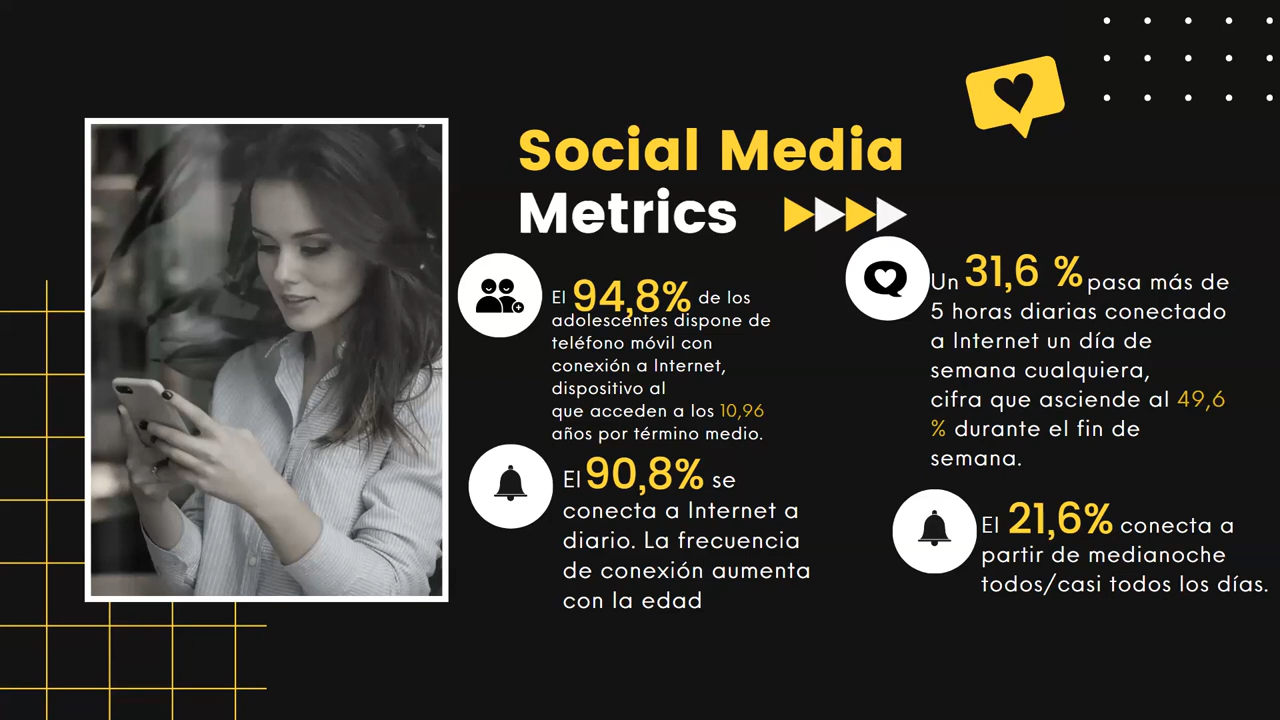 Social Media
Metrics
El 94,8% de los
adolescentes dispone de
teléfono móvil con
conexión a Internet,
dispositivo al
que acceden a los 10,96
años por término medio.
El 90,8% se
conecta a Internet a
diario. La frecuencia
de conexión aumenta
con la edad
Un 31,6 % pasa más de
5 horas diarias conectado
a Internet un día de
semana cualquiera,
cifra que asciende al 49,6
% durante el fin de
semana.
El 21,6% conecta a
partir de medianoche
todos/casi todos los días.